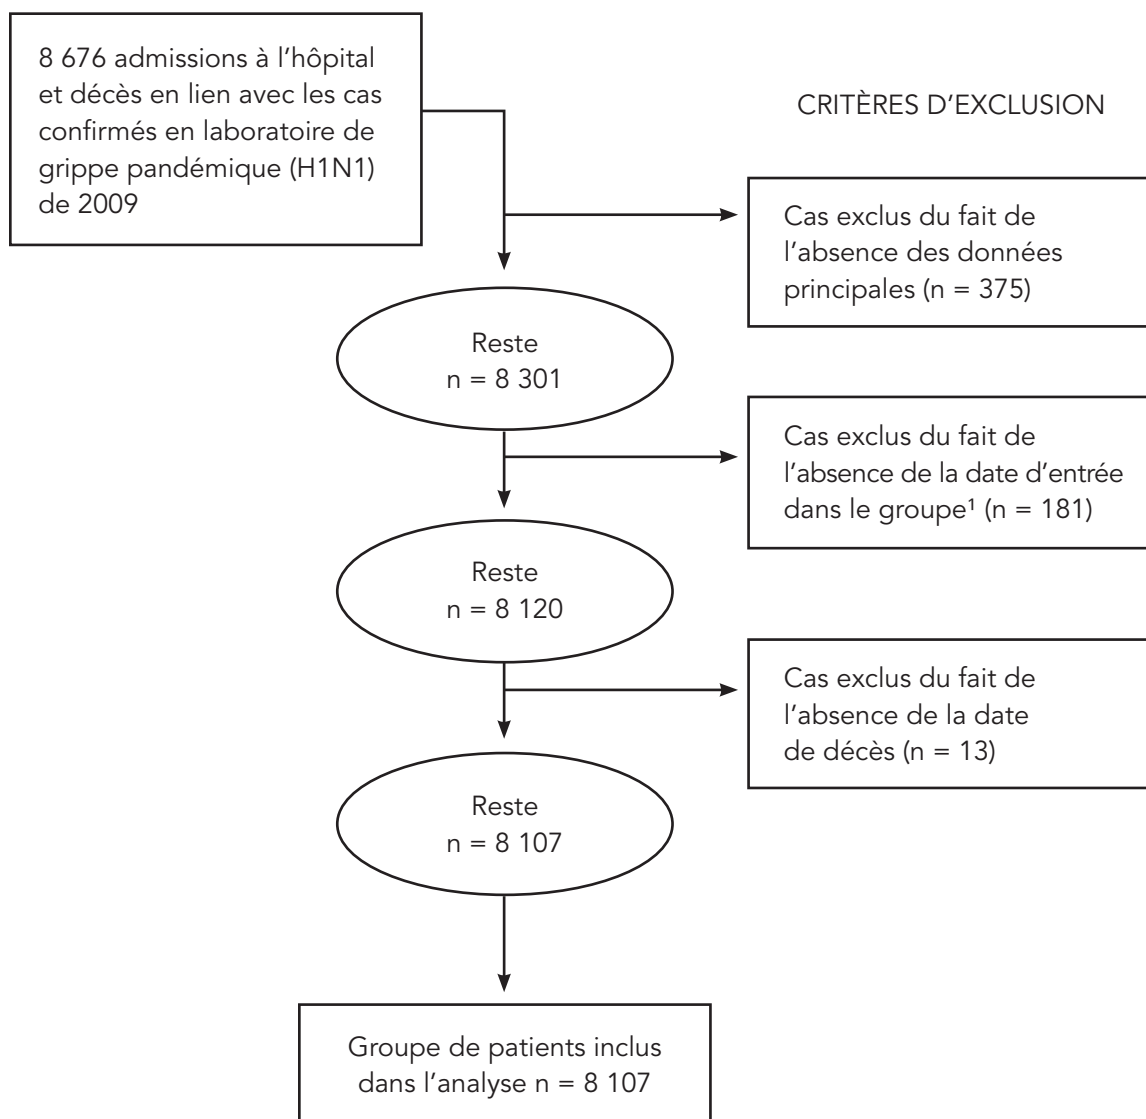 8 676 admissions à l'hôpital
et décès en lien avec les cas
confirmés en laboratoire de
grippe pandémique (H1N1)
de 2009
CRITÈRES D'EXCLUSION
Cas exclus du fait de
l'absence des données
principales (n = 375)
Reste
n = 8 301
Cas exclus du fait de
l'absence de la date d'entrée
dans le groupe¹ (n = 181)
Reste
n = 8 120
Cas exclus du fait de
l'absence de la date
de décès (n = 13)
Reste
n = 8 107
Groupe de patients inclus
dans l'analyse n = 8 107